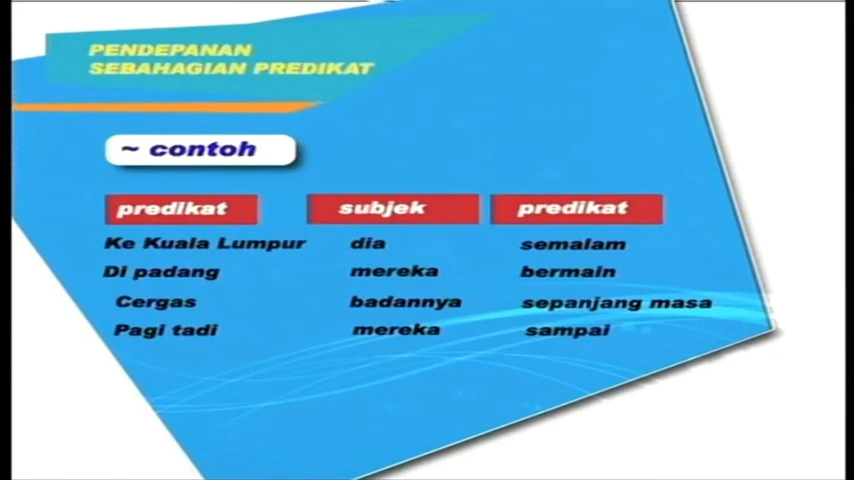 PENDEPANAN
SEBAHAGIAN PREDIKAT
~ contoh
predikat subjek predikat
Ke Kuala Lumpur dia semalam
Di padang mereka bermain
Cergas badannya sepanjang masa
Pagi tadi mereka sampai